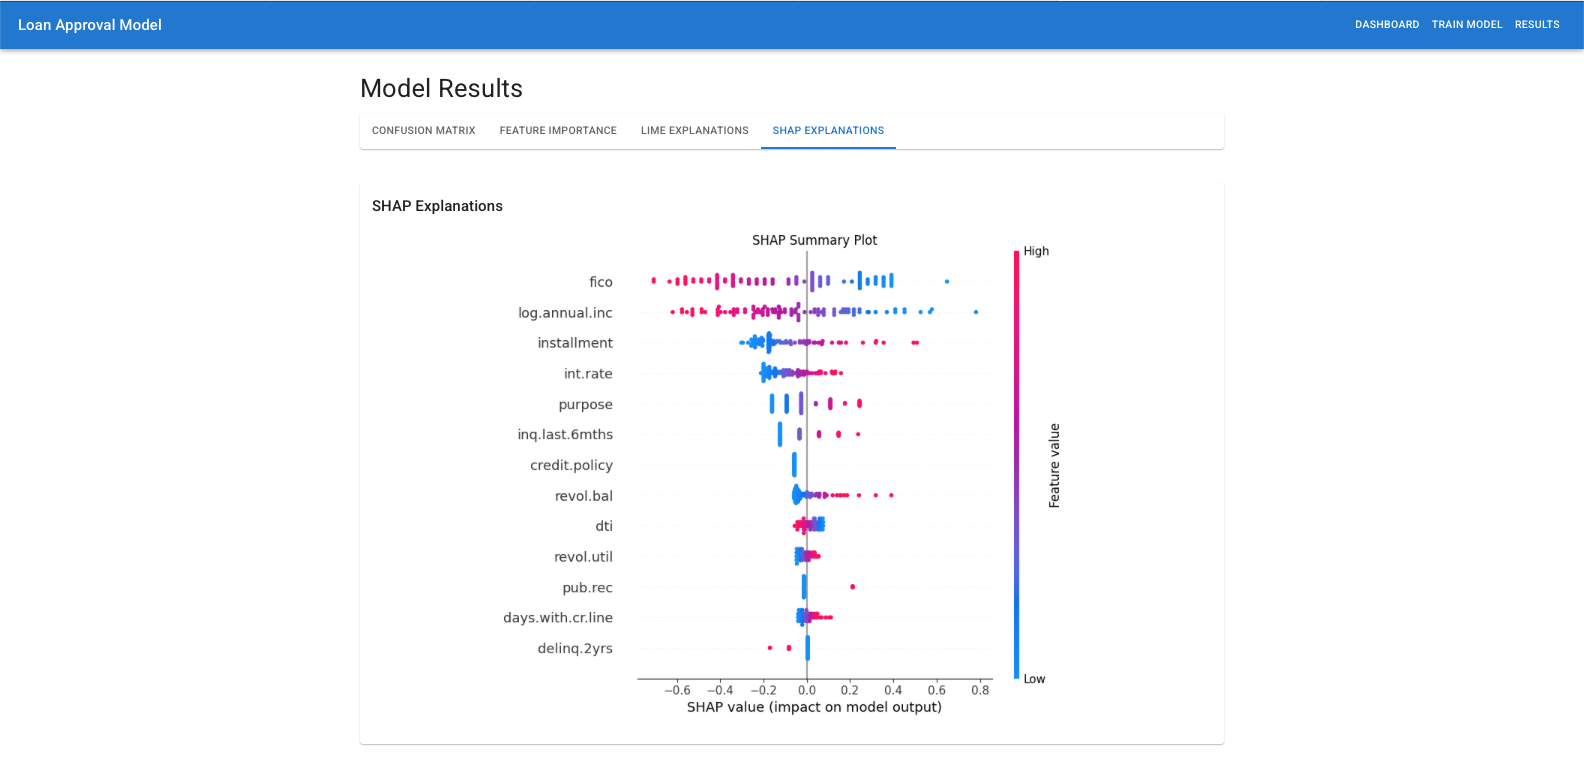 Loan Approval Model
DASHBOARD TRAIN MODEL RESULTS
Model Results
CONFUSION MATRIX FEATURE IMPORTANCE LIME EXPLANATIONS SHAP EXPLANATIONS
SHAP Explanations
SHAP Summary Plot
High
fico
log.annual.inc
installment
int.rate
purpose
inq.last.6mths
credit.policy
revol.bal
dti
revol.util
pub.rec
days.with.cr.line
delinq.2yrs
Feature value
Low
−0.6 −0.4 −0.2 0.0 0.2 0.4 0.6 0.8
SHAP value (impact on model output)